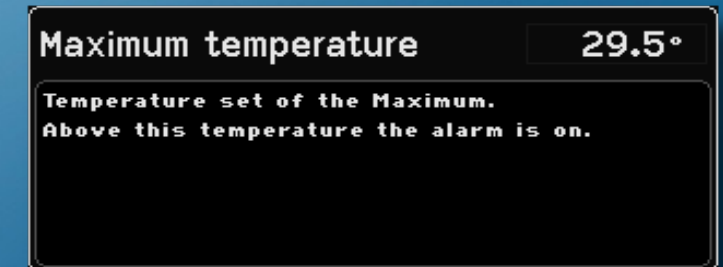 Maximum temperature 29.5°
Temperature set of the Maximum.
Above this temperature the alarm is on.